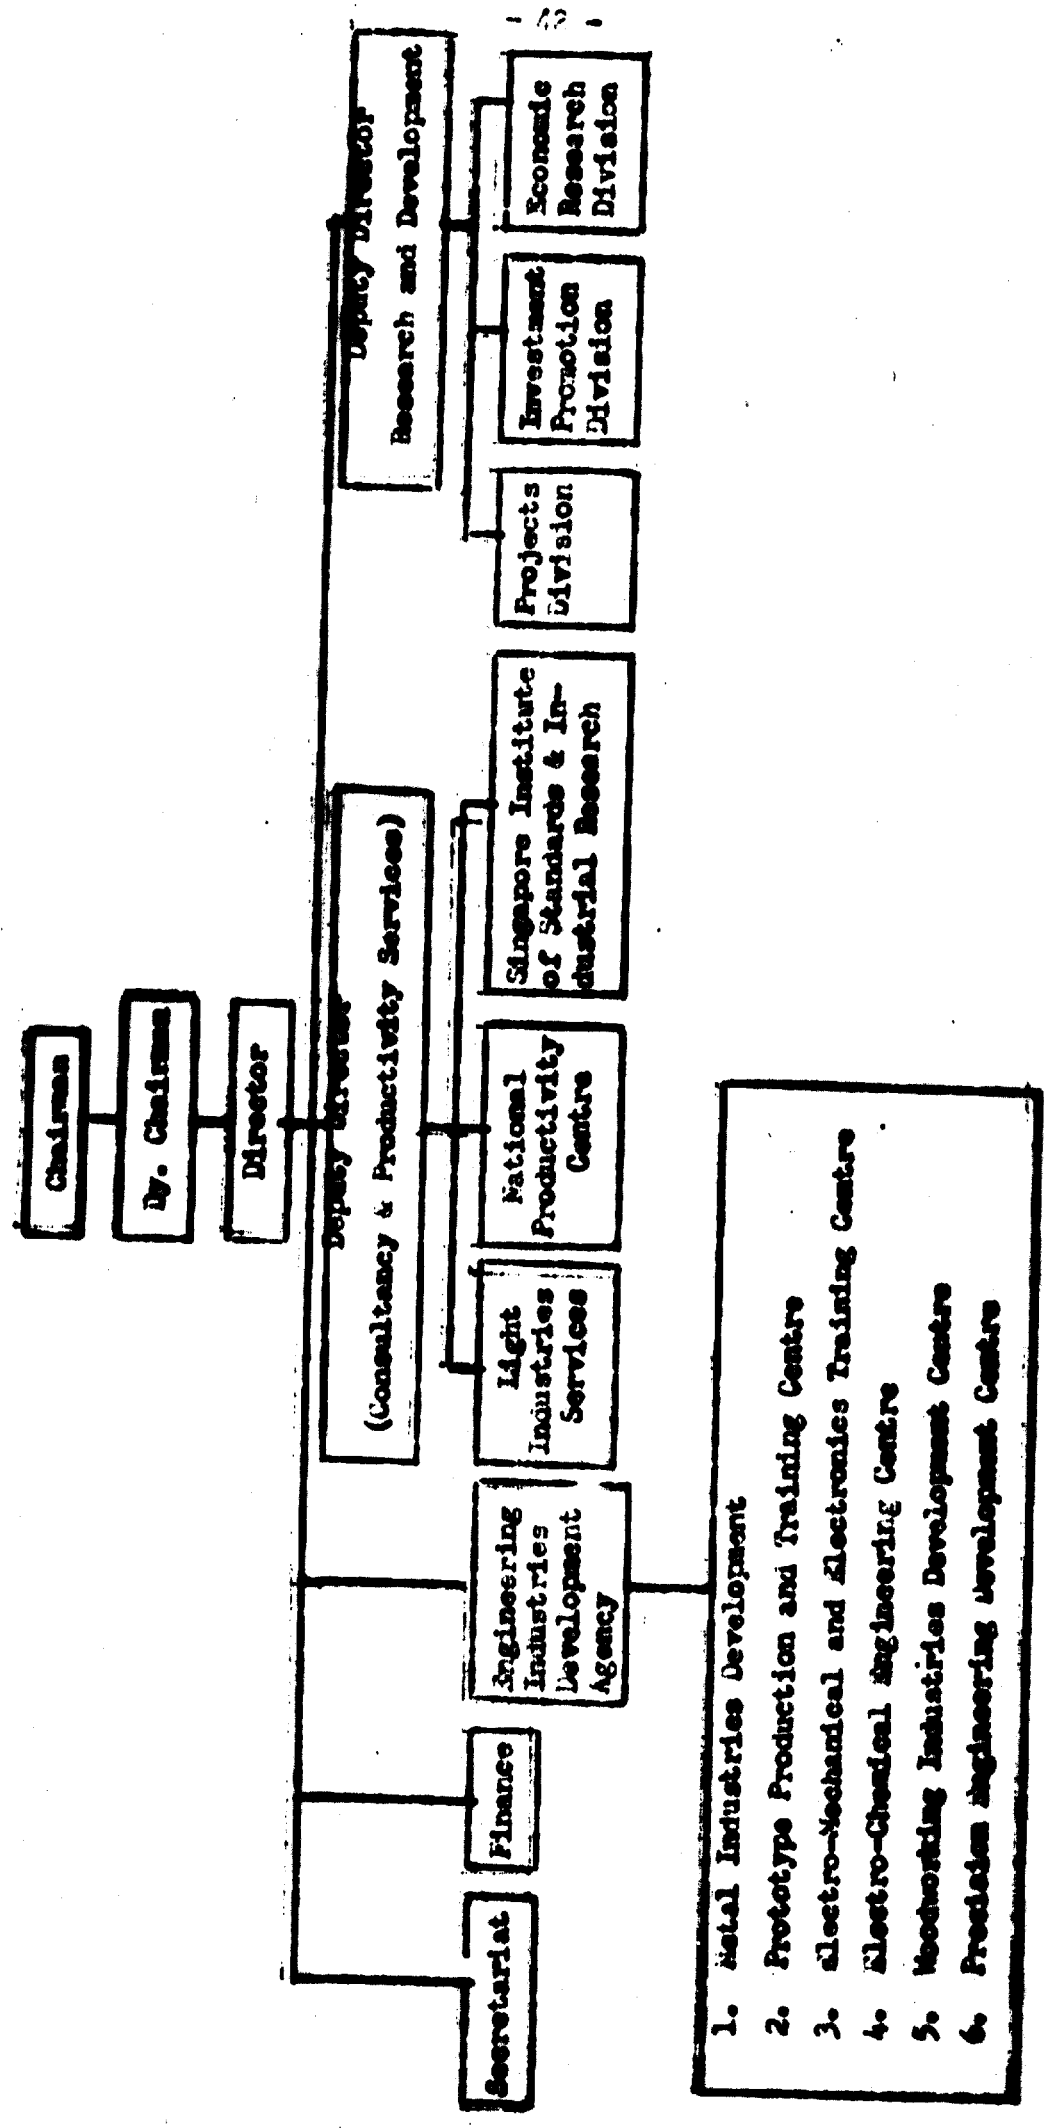 - 42 -
Chairman
Dy. Chairman
Director
Deputy Director
(Consultancy & Productivity Services)
Deputy Director
Research and Development
Secretariat
Finance
Engineering
Industries
Development
Agency
Light
Industries
Services
National
Productivity
Centre
Singapore Institute
of Standards & In-
dustrial Research
Projects
Division
Investment
Promotion
Division
Economic
Research
Division
1. Metal Industries Development
2. Prototype Production and Training Centre
3. Electro-Mechanical and Electronics Training Centre
4. Electro-Chemical Engineering Centre
5. Woodworking Industries Development Centre
6. Precision Engineering Development Centre